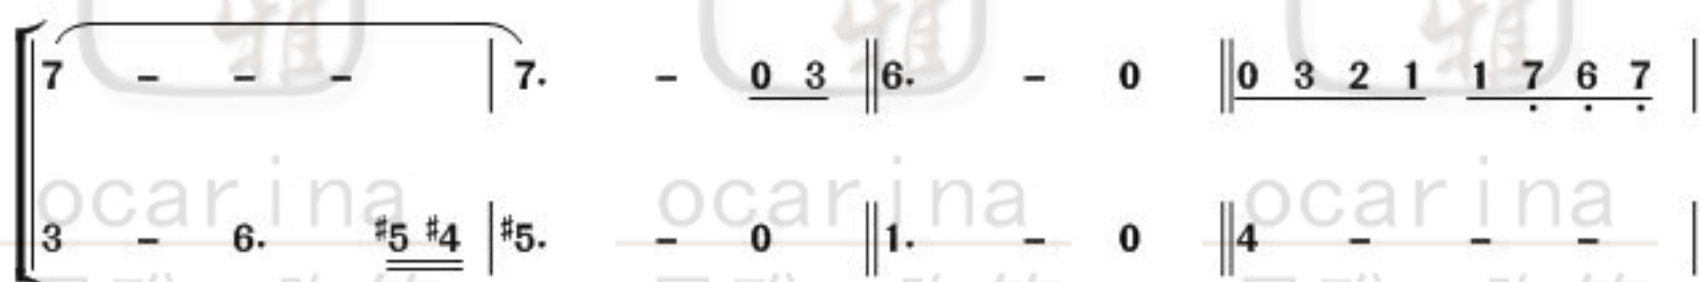 7 - - - | 7. - 0 3 || 6. - 0 || 0 3 2 1 1 7 6 7 |
ocarina ocarina ocarina
3 - 6. #5 #4 | #5. - 0 || 1. - 0 || 4 - - - |